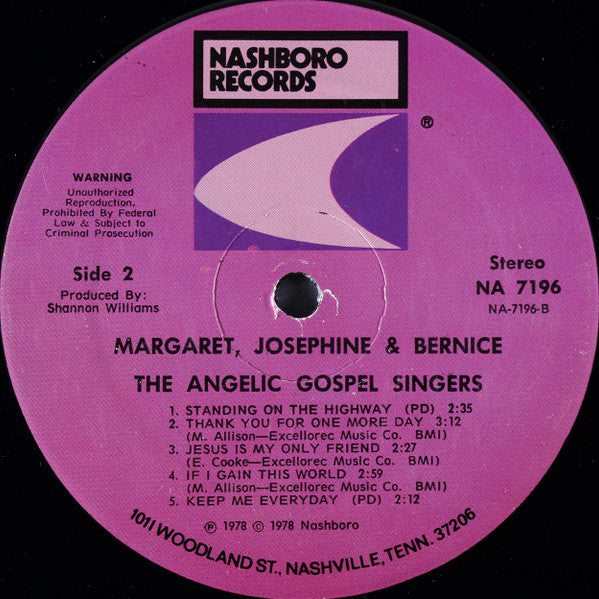 NASHBORO
RECORDS
®
WARNING
Unauthorized
Reproduction,
Prohibited By Federal
Law & Subject to
Criminal Prosecution
Side 2
Produced By:
Shannon Williams
Stereo
NA 7196
NA-7196-B
MARGARET, JOSEPHINE & BERNICE
THE ANGELIC GOSPEL SINGERS
1. STANDING ON THE HIGHWAY (PD) 2:35
2. THANK YOU FOR ONE MORE DAY 3:12
(M. Allison—Excellorec Music Co. BMI)
3. JESUS IS MY ONLY FRIEND 2:27
(E. Cooke—Excellorec Music Co. BMI)
4. IF I GAIN THIS WORLD 2:59
(M. Allison—Excellorec Music Co. BMI)
5. KEEP ME EVERYDAY (PD) 2:12
℗ 1978 © 1978 Nashboro
1011 WOODLAND ST., NASHVILLE, TENN. 37206